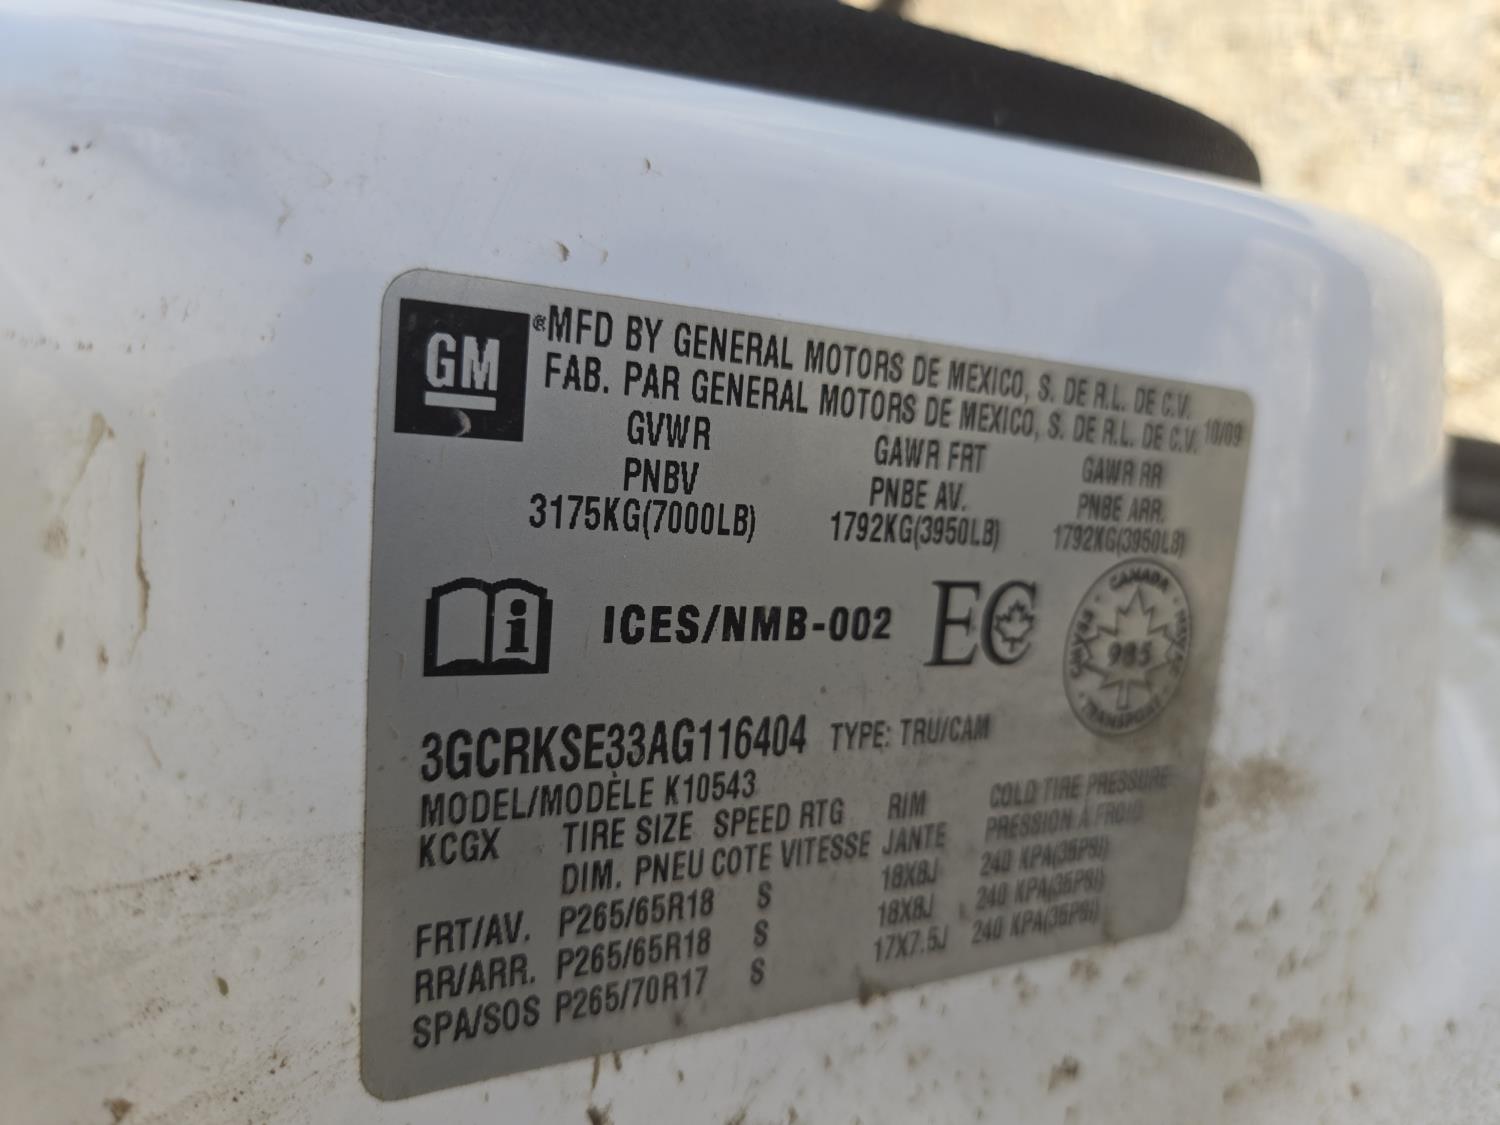 GM
®MFD BY GENERAL MOTORS DE MEXICO, S. DE R.L. DE C.V.
FAB. PAR GENERAL MOTORS DE MEXICO, S. DE R.L. DE C.V. 10/09
GVWR GAWR FRT GAWR RR
PNBV PNBE AV. PNBE ARR.
3175KG(7000LB) 1792KG(3950LB) 1792KG(3950LB)
i ICES/NMB-002 EC CANADA TRANSPORT 985
3GCRKSE33AG116404 TYPE: TRU/CAM
MODEL/MODÈLE K10543
KCGX TIRE SIZE SPEED RTG RIM COLD TIRE PRESSURE
DIM. PNEU COTE VITESSE JANTE PRESSION À FROID
FRT/AV. P265/65R18 S 18X8J 240 KPA(35PSI)
RR/ARR. P265/65R18 S 18X8J 240 KPA(35PSI)
SPA/SOS P265/70R17 S 17X7.5J 240 KPA(35PSI)